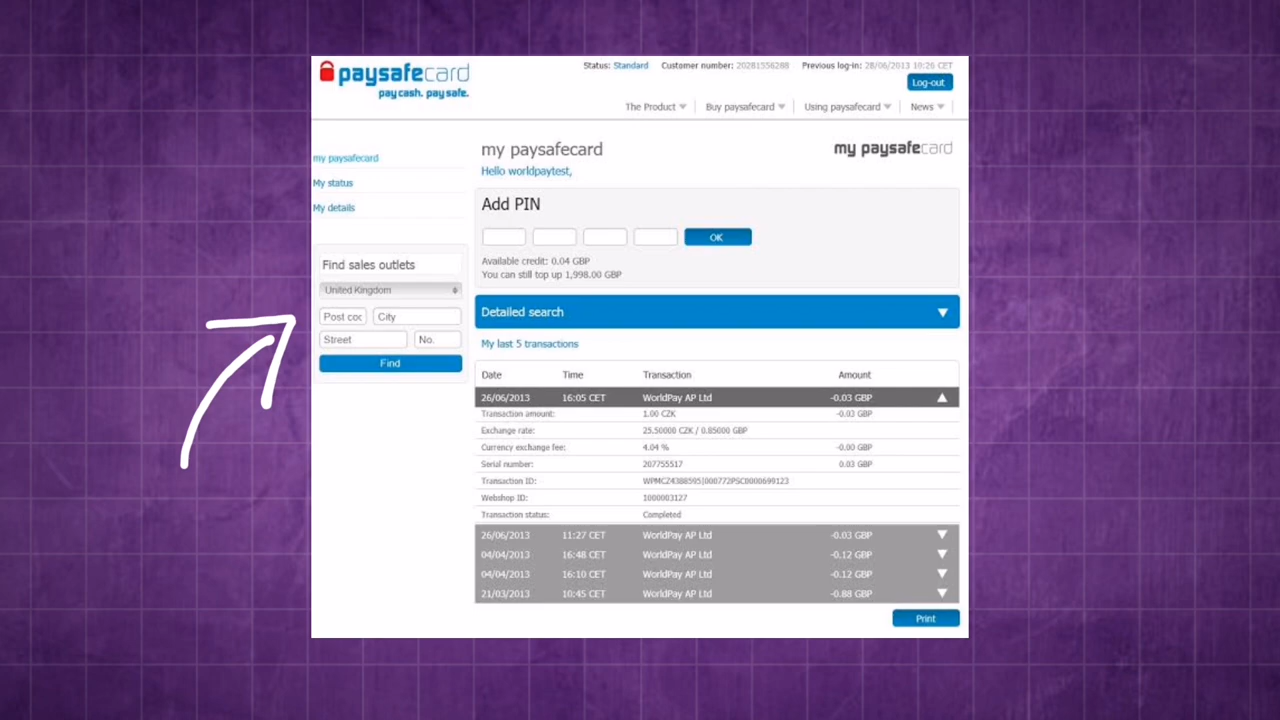 paysafecard
pay cash. pay safe.
Status: Standard Customer number: 20281556288 Previous log-in: 28/06/2013 10:26 CET
Log-out
The Product Buy paysafecard Using paysafecard News
my paysafecard
My status
My details
Find sales outlets
United Kingdom
Post coc City
Street No.
Find
my paysafecard
my paysafecard
Hello worldpaytest,
Add PIN
OK
Available credit: 0.04 GBP
You can still top up 1,998.00 GBP
Detailed search
My last 5 transactions
Date Time Transaction Amount
26/06/2013 16:05 CET WorldPay AP Ltd -0.03 GBP
Transaction amount: 1.00 CZK -0.03 GBP
Exchange rate: 25.50000 CZK / 0.85000 GBP
Currency exchange fee: 4.04 % -0.00 GBP
Serial number: 207755517 0.03 GBP
Transaction ID: WPMCZ4388595|000772PSC0000699123
Webshop ID: 1000003127
Transaction status: Completed
26/06/2013 11:27 CET WorldPay AP Ltd -0.03 GBP
04/04/2013 16:48 CET WorldPay AP Ltd -0.12 GBP
04/04/2013 16:10 CET WorldPay AP Ltd -0.12 GBP
21/03/2013 10:45 CET WorldPay AP Ltd -0.88 GBP
Print